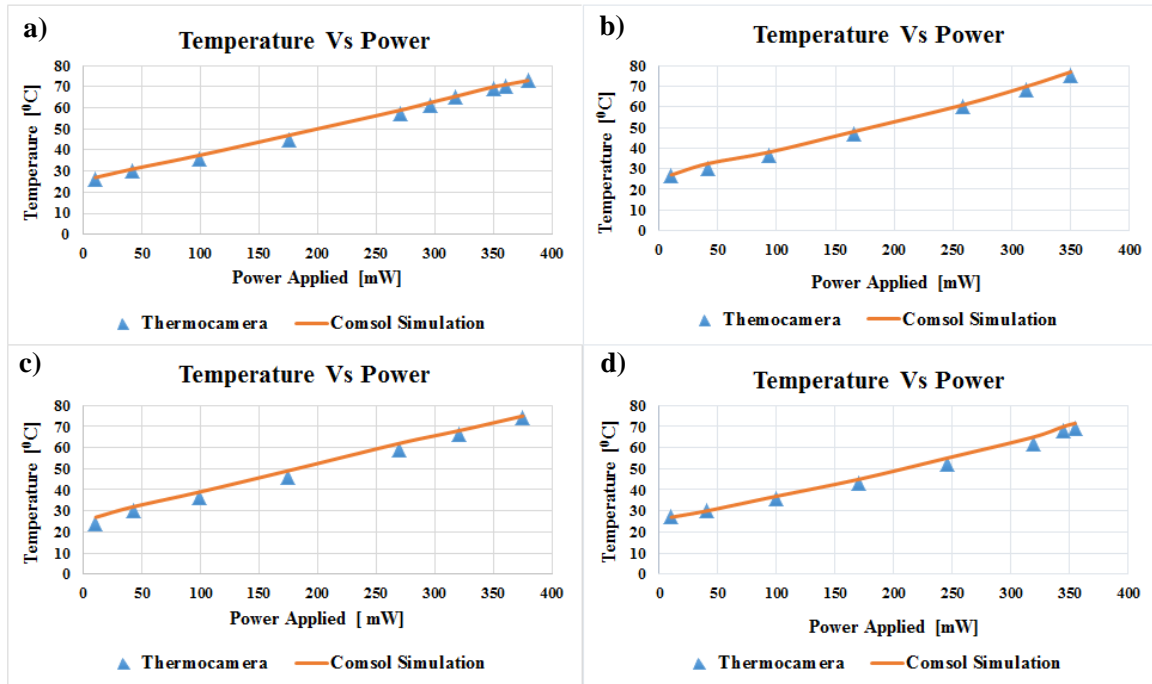 a)
Temperature Vs Power
Temperaure [⁰C]
80
70
60
50
40
30
20
10
0
0 50 100 150 200 250 300 350 400
Power Applied [mW]
Thermocamera Comsol Simulation
b)
Temperature Vs Power
Temperature [⁰C]
80
70
60
50
40
30
20
10
0
0 50 100 150 200 250 300 350 400
Power Applied [mW]
Themocamera Comsol Simulation
c)
Temperature Vs Power
Temperature [⁰C]
80
70
60
50
40
30
20
10
0
0 50 100 150 200 250 300 350 400
Power Applied [ mW]
Thermocamera Comsol Simulation
d)
Temperature Vs Power
Temperature [⁰C]
80
70
60
50
40
30
20
10
0
0 50 100 150 200 250 300 350 400
Power Applied [mW]
Thermocamera Comsol Simulation